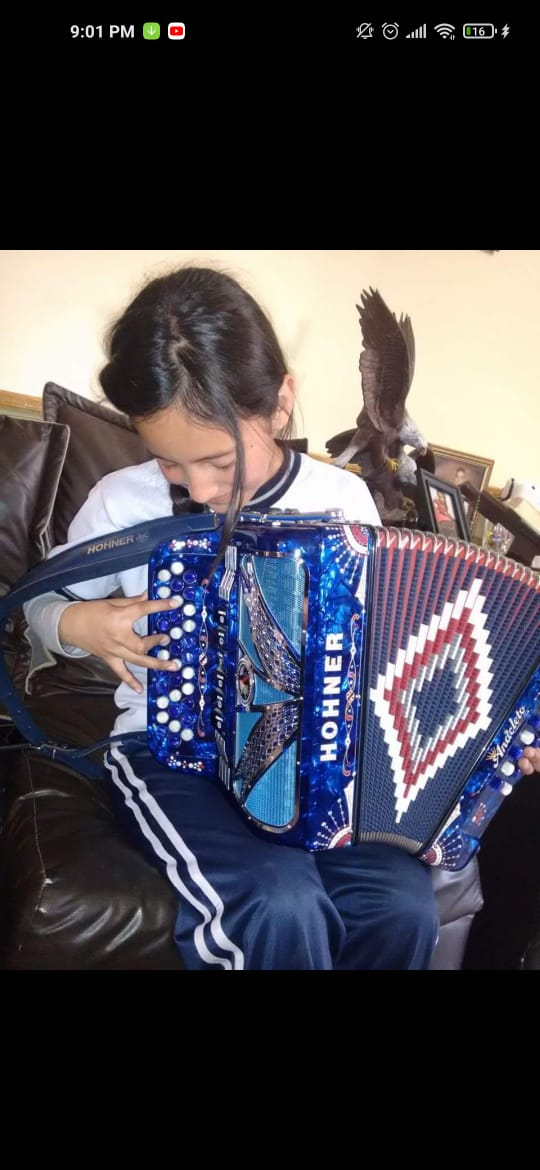 9:01 PM
16
HOHNER
HOHNER
Anacleto